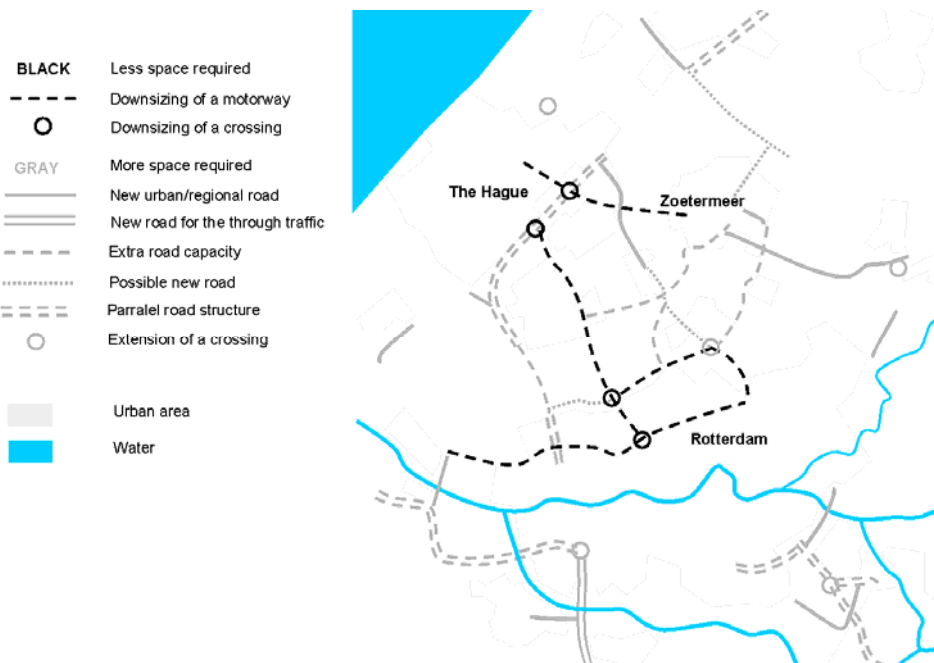 BLACK Less space required
Downsizing of a motorway
Downsizing of a crossing
GRAY More space required
New urban/regional road
New road for the through traffic
Extra road capacity
Possible new road
Parralel road structure
Extension of a crossing
Urban area
Water
The Hague
Zoetermeer
Rotterdam